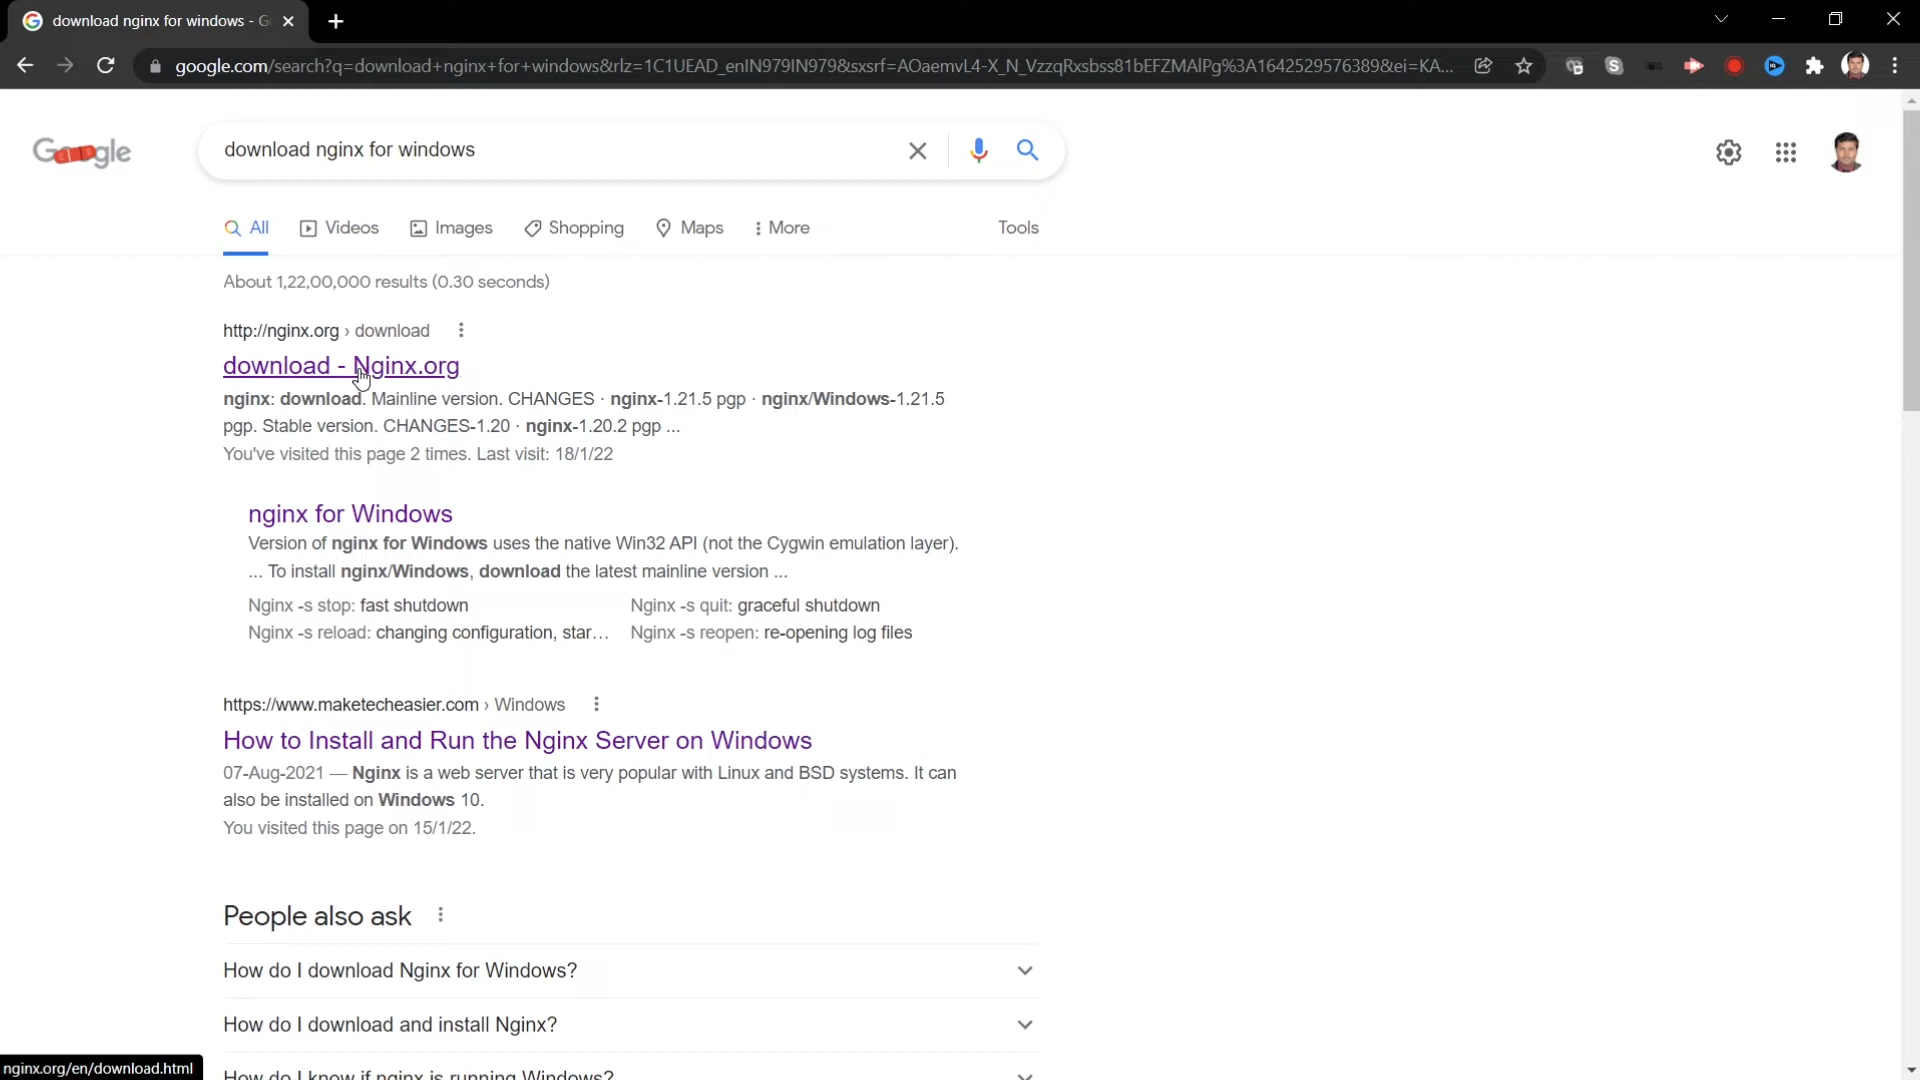 download nginx for windows - G
google.com/search?q=download+nginx+for+windows&rlz=1C1UEAD_enIN979IN979&sxsrf=AOaemvL4-X_N_VzzqRxsbss81bEFZMAlPg%3A1642529576389&ei=KA...
Google
download nginx for windows
All Videos Images Shopping Maps More Tools
About 1,22,00,000 results (0.30 seconds)
http://nginx.org › download
download - Nginx.org
nginx: download. Mainline version. CHANGES · nginx-1.21.5 pgp · nginx/Windows-1.21.5
pgp. Stable version. CHANGES-1.20 · nginx-1.20.2 pgp ...
You've visited this page 2 times. Last visit: 18/1/22
nginx for Windows
Version of nginx for Windows uses the native Win32 API (not the Cygwin emulation layer).
... To install nginx/Windows, download the latest mainline version ...
Nginx -s stop: fast shutdown Nginx -s quit: graceful shutdown
Nginx -s reload: changing configuration, star... Nginx -s reopen: re-opening log files
https://www.maketecheasier.com › Windows
How to Install and Run the Nginx Server on Windows
07-Aug-2021 — Nginx is a web server that is very popular with Linux and BSD systems. It can
also be installed on Windows 10.
You visited this page on 15/1/22.
People also ask
How do I download Nginx for Windows?
How do I download and install Nginx?
How do I know if nginx is running Windows?
nginx.org/en/download.html